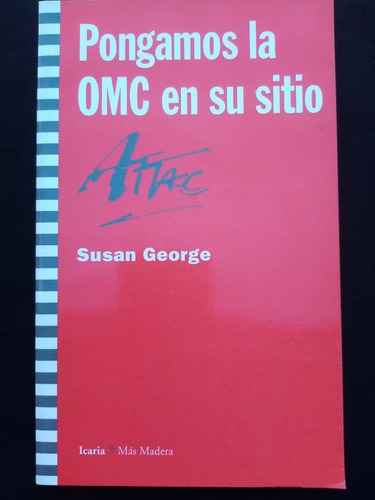 Pongamos la
OMC en su sitio
ATTAC
Susan George
Icaria Más Madera